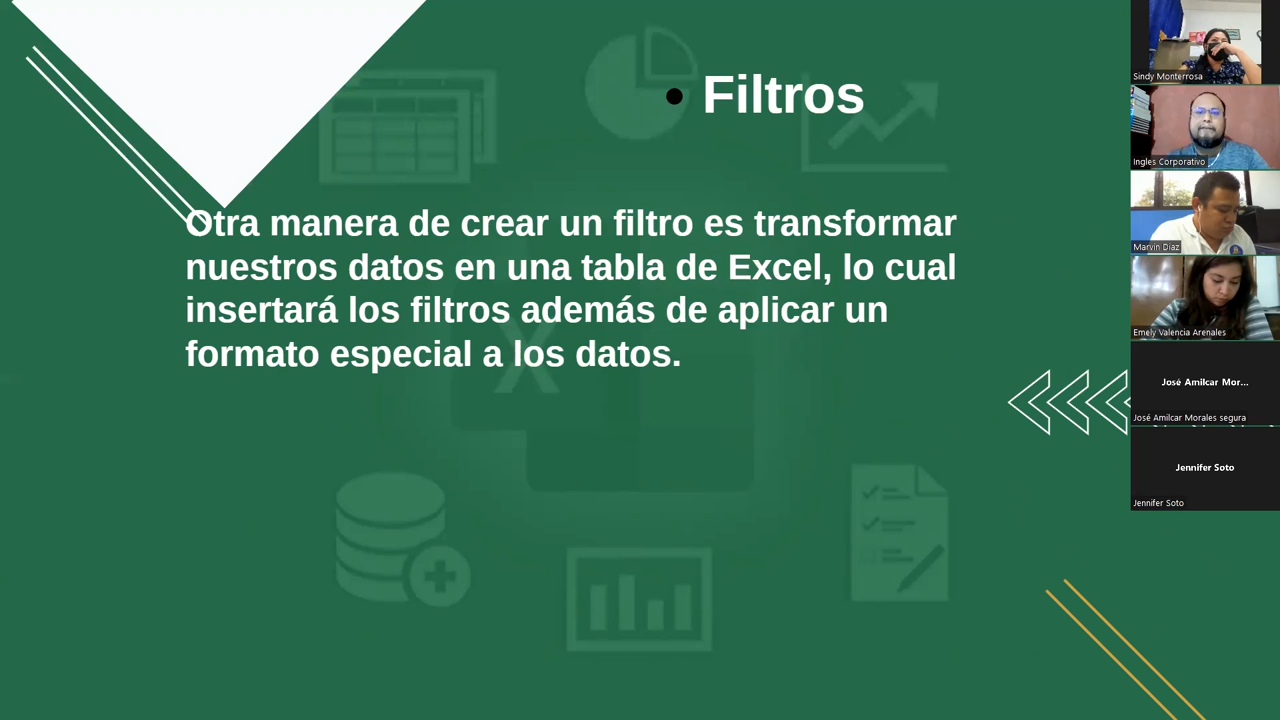 Filtros
Otra manera de crear un filtro es transformar
nuestros datos en una tabla de Excel, lo cual
insertará los filtros además de aplicar un
formato especial a los datos.
X
Sindy Monterrosa
Ingles Corporativo
Marvin Diaz
Emely Valencia Arenales
José Amilcar Mor...
José Amilcar Morales segura
Jennifer Soto
Jennifer Soto